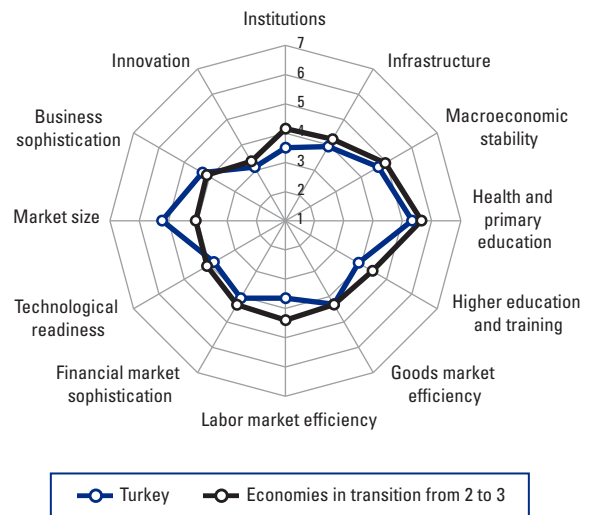 Institutions
7
6
5
4
3
2
1
Infrastructure
Macroeconomic
stability
Health and
primary
education
Higher education
and training
Goods market
efficiency
Labor market efficiency
Financial market
sophistication
Technological
readiness
Market size
Business
sophistication
Innovation
Turkey
Economies in transition from 2 to 3